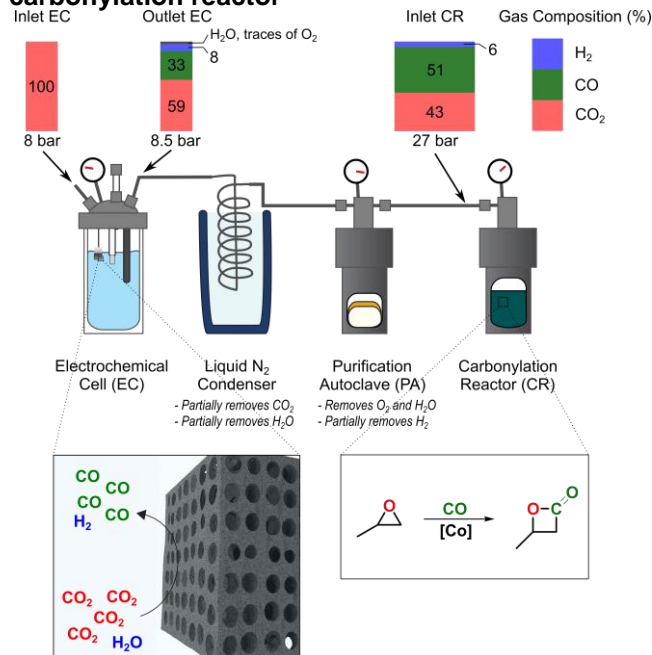 carbonylation reactor
Inlet EC
Outlet EC
Inlet CR
Gas Composition (%)
H₂O, traces of O₂
8
33
59
100
6
51
43
H₂
CO
CO₂
8 bar
8.5 bar
27 bar
Electrochemical
Cell (EC)
Liquid N₂
Condenser
- Partially removes CO₂
- Partially removes H₂O
Purification
Autoclave (PA)
- Removes O₂ and H₂O
- Partially removes H₂
Carbonylation
Reactor (CR)
CO
CO
CO
H₂ CO
CO₂ CO₂
CO₂
CO₂
H₂O
O
CO
[Co]
O
C
O